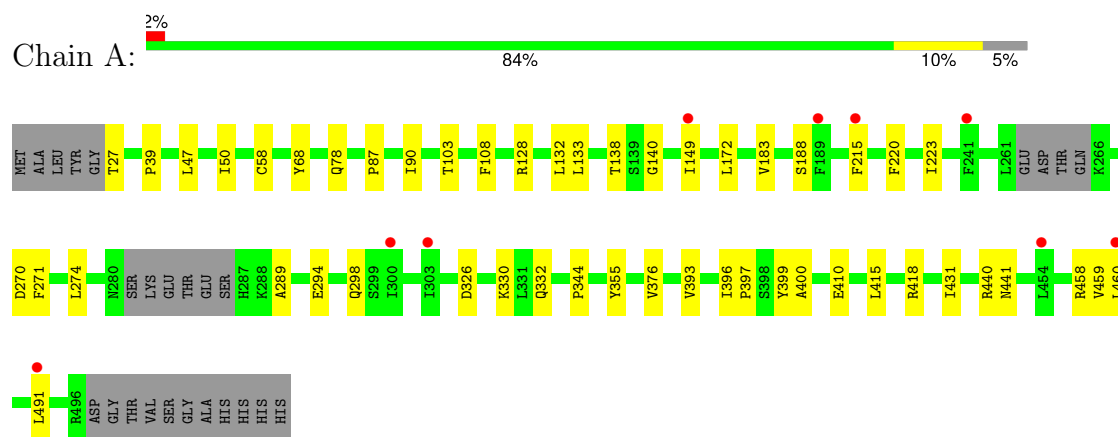 2%
Chain A:
84% 10% 5%
MET ALA LEU TYR GLY T27 P39 L47 I50 C58 Y68 Q78 P87 I90 T103 F108 R128 L132 L133 T138 S139 G140 I149 L172 V183 S188 F189 F215 F220 I223 F241 L261 GLU ASP THR GLN K266
D270 F271 L274 N280 SER LYS GLU THR GLU SER H287 K288 A289 E294 Q298 S299 I300 I303 D326 K330 L331 Q332 P344 Y355 V376 V393 I396 P397 S398 Y399 A400 E410 L415 R418 I431 R440 N441 L454 R458 V459 L460
L491 R496 ASP GLY THR VAL SER GLY ALA HIS HIS HIS HIS